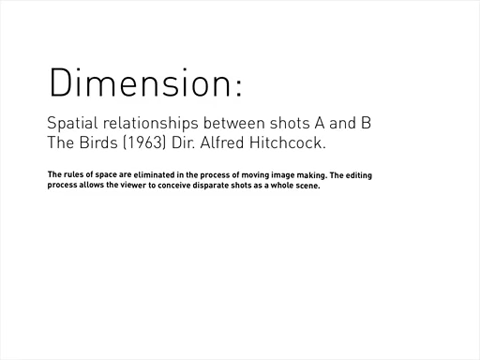 Dimension:
Spatial relationships between shots A and B
The Birds (1963) Dir. Alfred Hitchcock.
The rules of space are eliminated in the process of moving image making. The editing
process allows the viewer to conceive disparate shots as a whole scene.